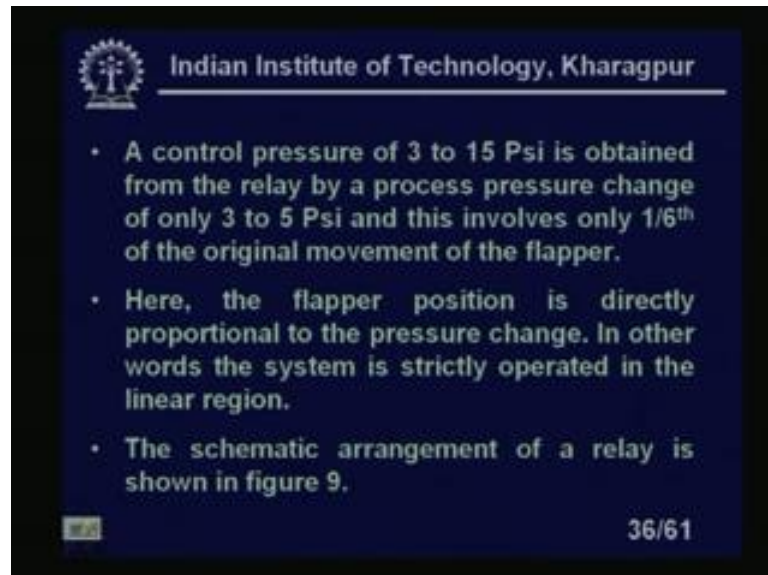 Indian Institute of Technology, Kharagpur
• A control pressure of 3 to 15 Psi is obtained
from the relay by a process pressure change
of only 3 to 5 Psi and this involves only 1/6th
of the original movement of the flapper.
• Here, the flapper position is directly
proportional to the pressure change. In other
words the system is strictly operated in the
linear region.
• The schematic arrangement of a relay is
shown in figure 9.
36/61